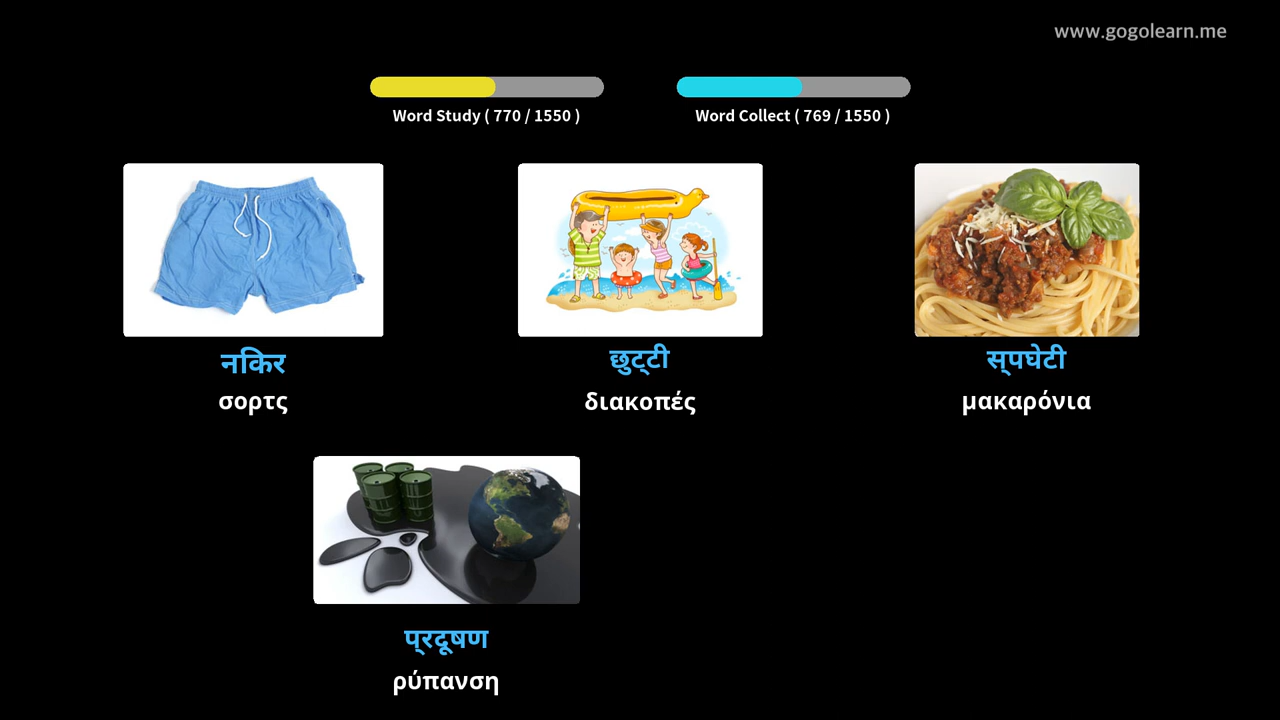 www.gogolearn.me
Word Study ( 770 / 1550 )
Word Collect ( 769 / 1550 )
नकिर
छुट्टी
स्पघेटी
σορτς
διακοπές
μακαρόνια
प्रदूषण
ρύπανση